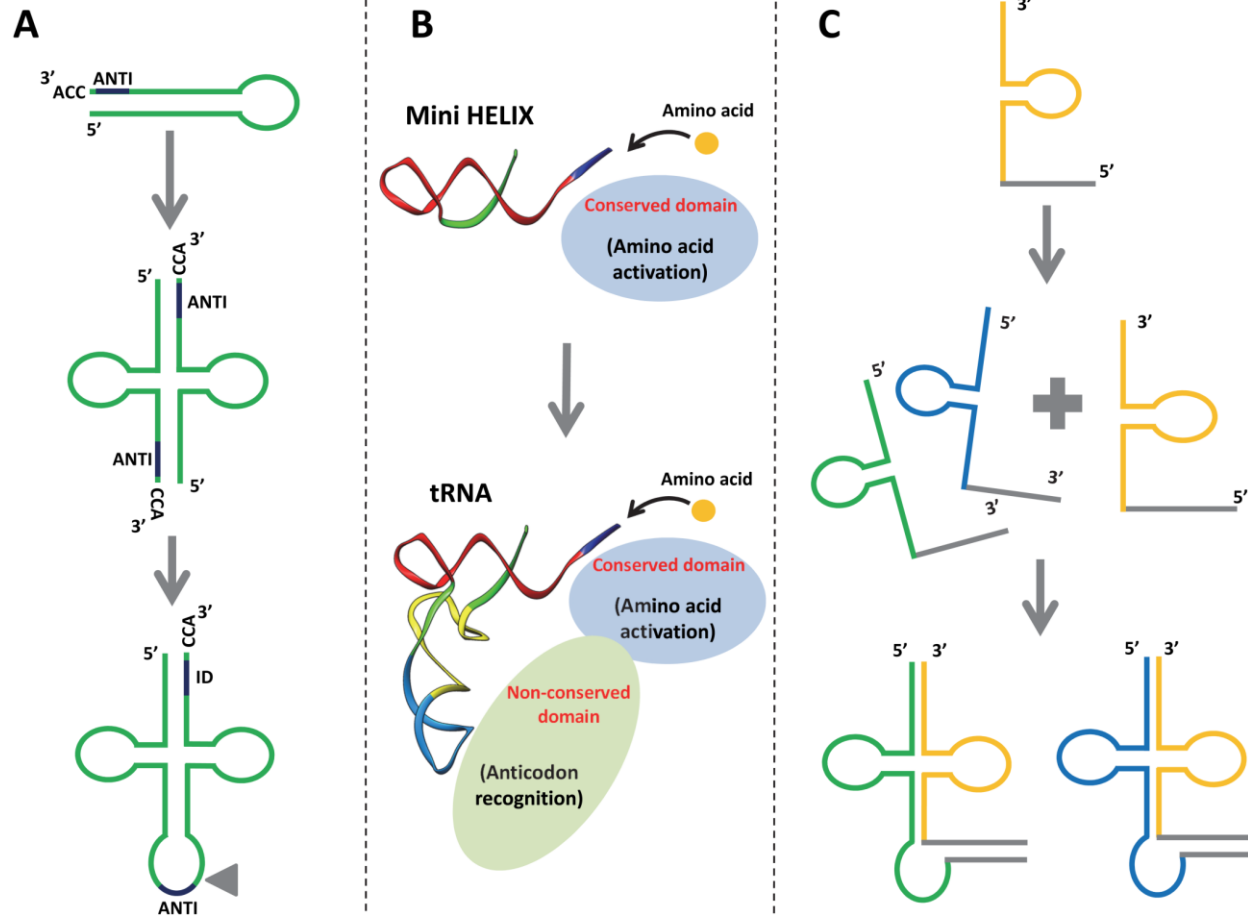 A
3’
ACC
ANTI
5’
3’
CCA
5’
ANTI
ANTI
CCA
5’
3’
3’
CCA
5’
ID
ANTI
B
Mini HELIX
Amino acid
Conserved domain
(Amino acid
activation)
tRNA
Amino acid
Conserved domain
(Amino acid
activation)
Non-conserved
domain
(Anticodon
recognition)
C
3’
5’
5’
5’
3’
3’
3’
5’
5’ 3’
5’ 3’